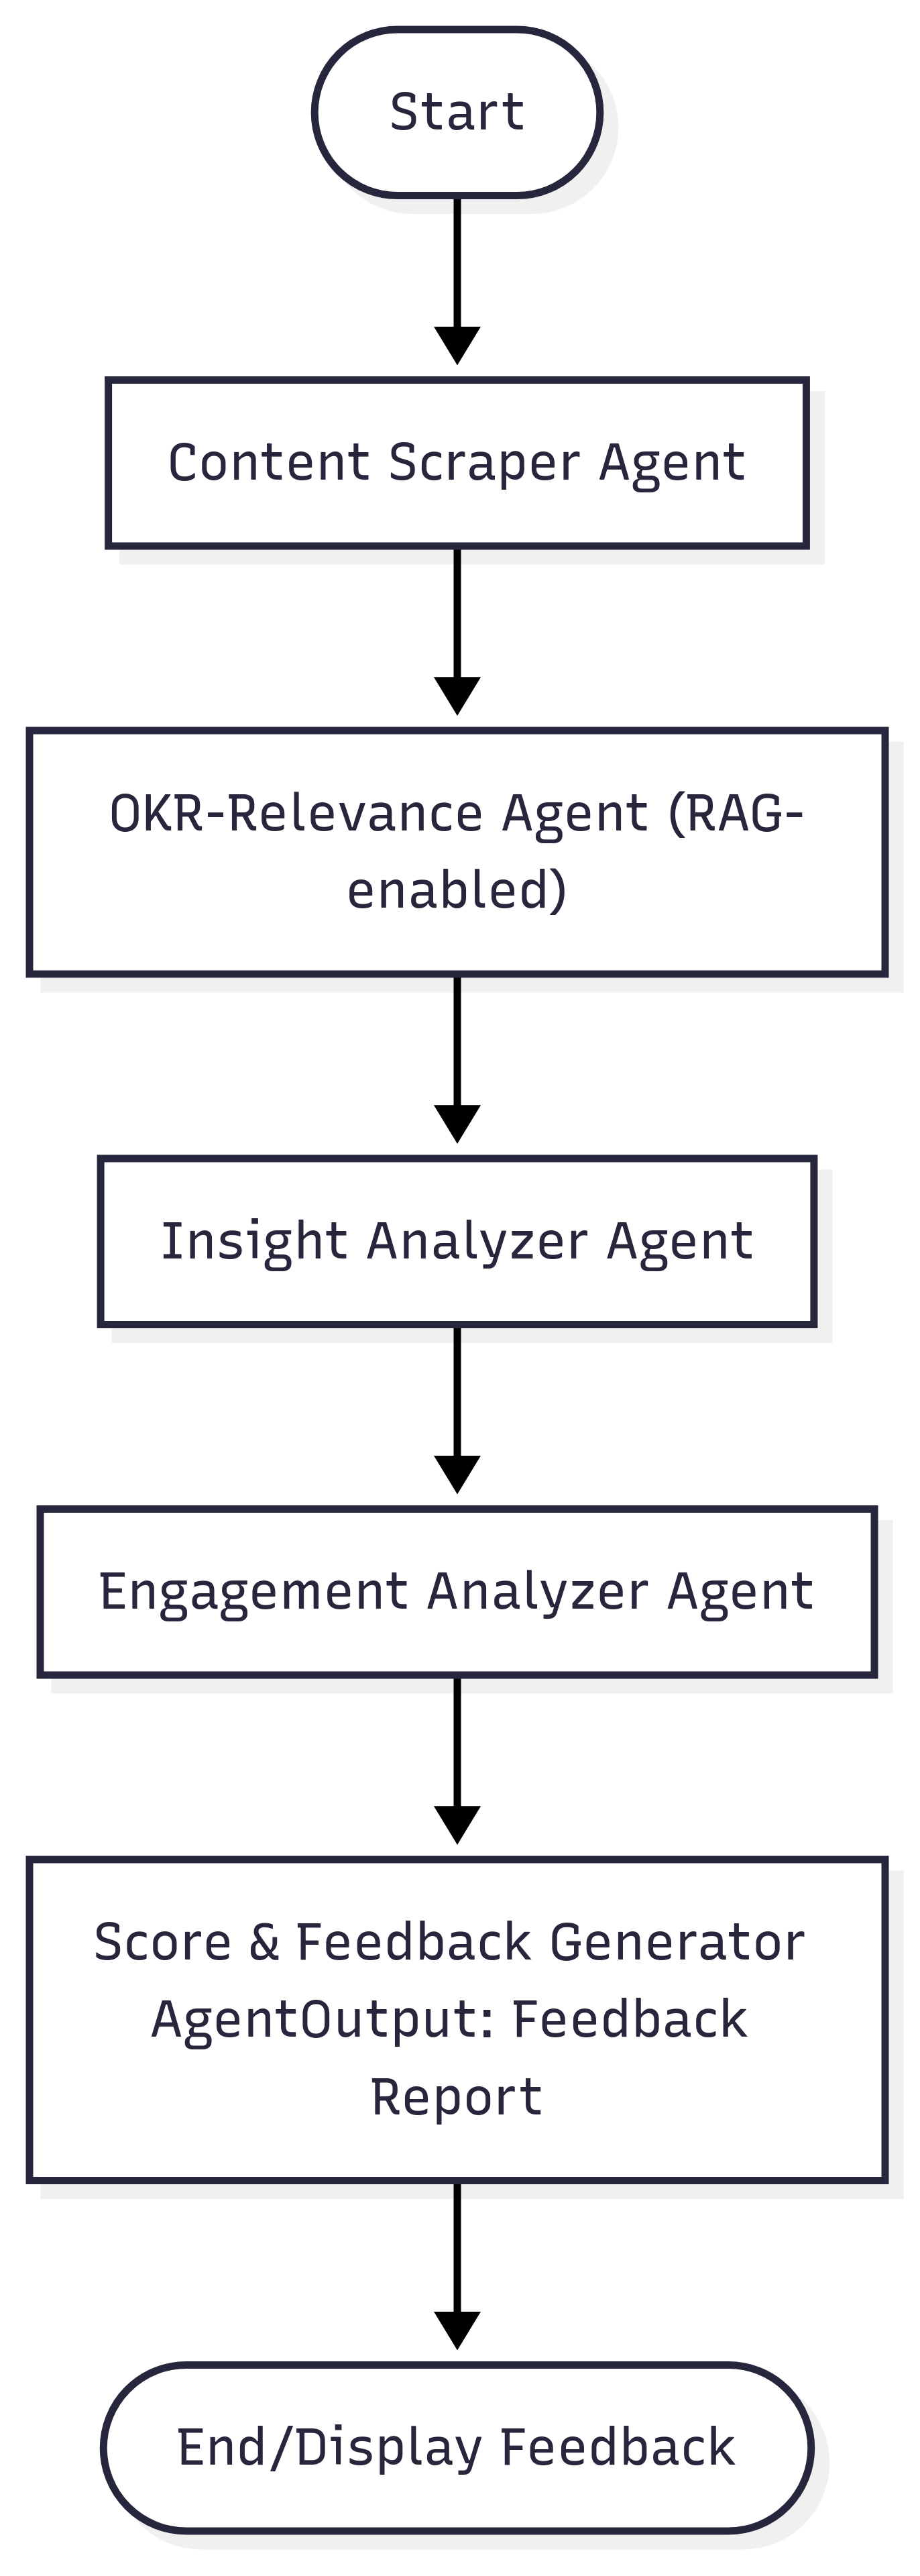 Start
Content Scraper Agent
OKR-Relevance Agent (RAG-
enabled)
Insight Analyzer Agent
Engagement Analyzer Agent
Score & Feedback Generator
AgentOutput: Feedback
Report
End/Display Feedback